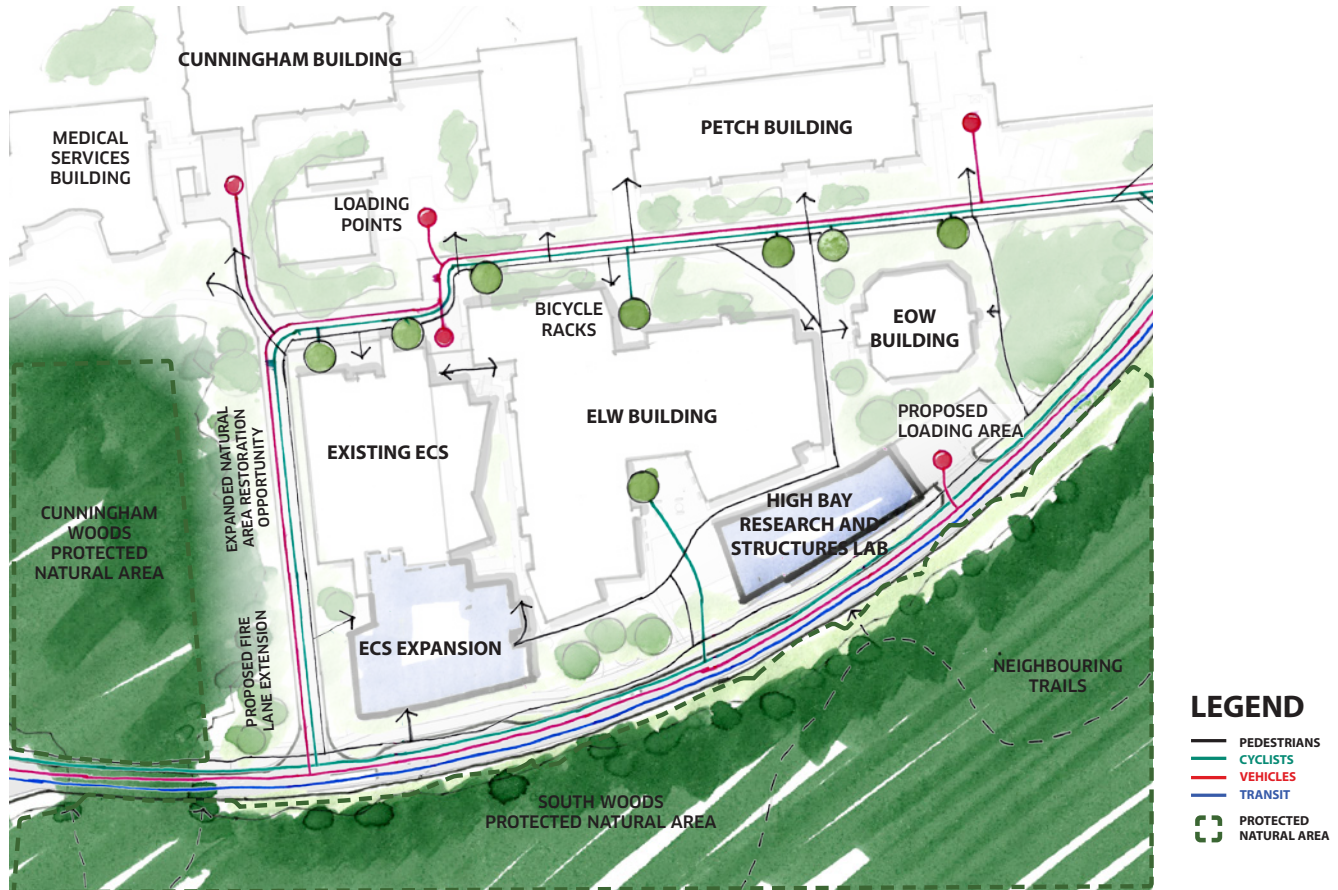 CUNNINGHAM BUILDING
MEDICAL
SERVICES
BUILDING
PETCH BUILDING
LOADING
POINTS
BICYCLE
RACKS
EOW
BUILDING
ELW BUILDING
PROPOSED
LOADING AREA
EXISTING ECS
EXPANDED NATURAL
AREA RESTORATION
OPPORTUNITY
CUNNINGHAM
WOODS
PROTECTED
NATURAL AREA
HIGH BAY
RESEARCH AND
STRUCTURES LAB
PROPOSED FIRE
LANE EXTENSION
ECS EXPANSION
NEIGHBOURING
TRAILS
SOUTH WOODS
PROTECTED NATURAL AREA
LEGEND
PEDESTRIANS
CYCLISTS
VEHICLES
TRANSIT
PROTECTED
NATURAL AREA